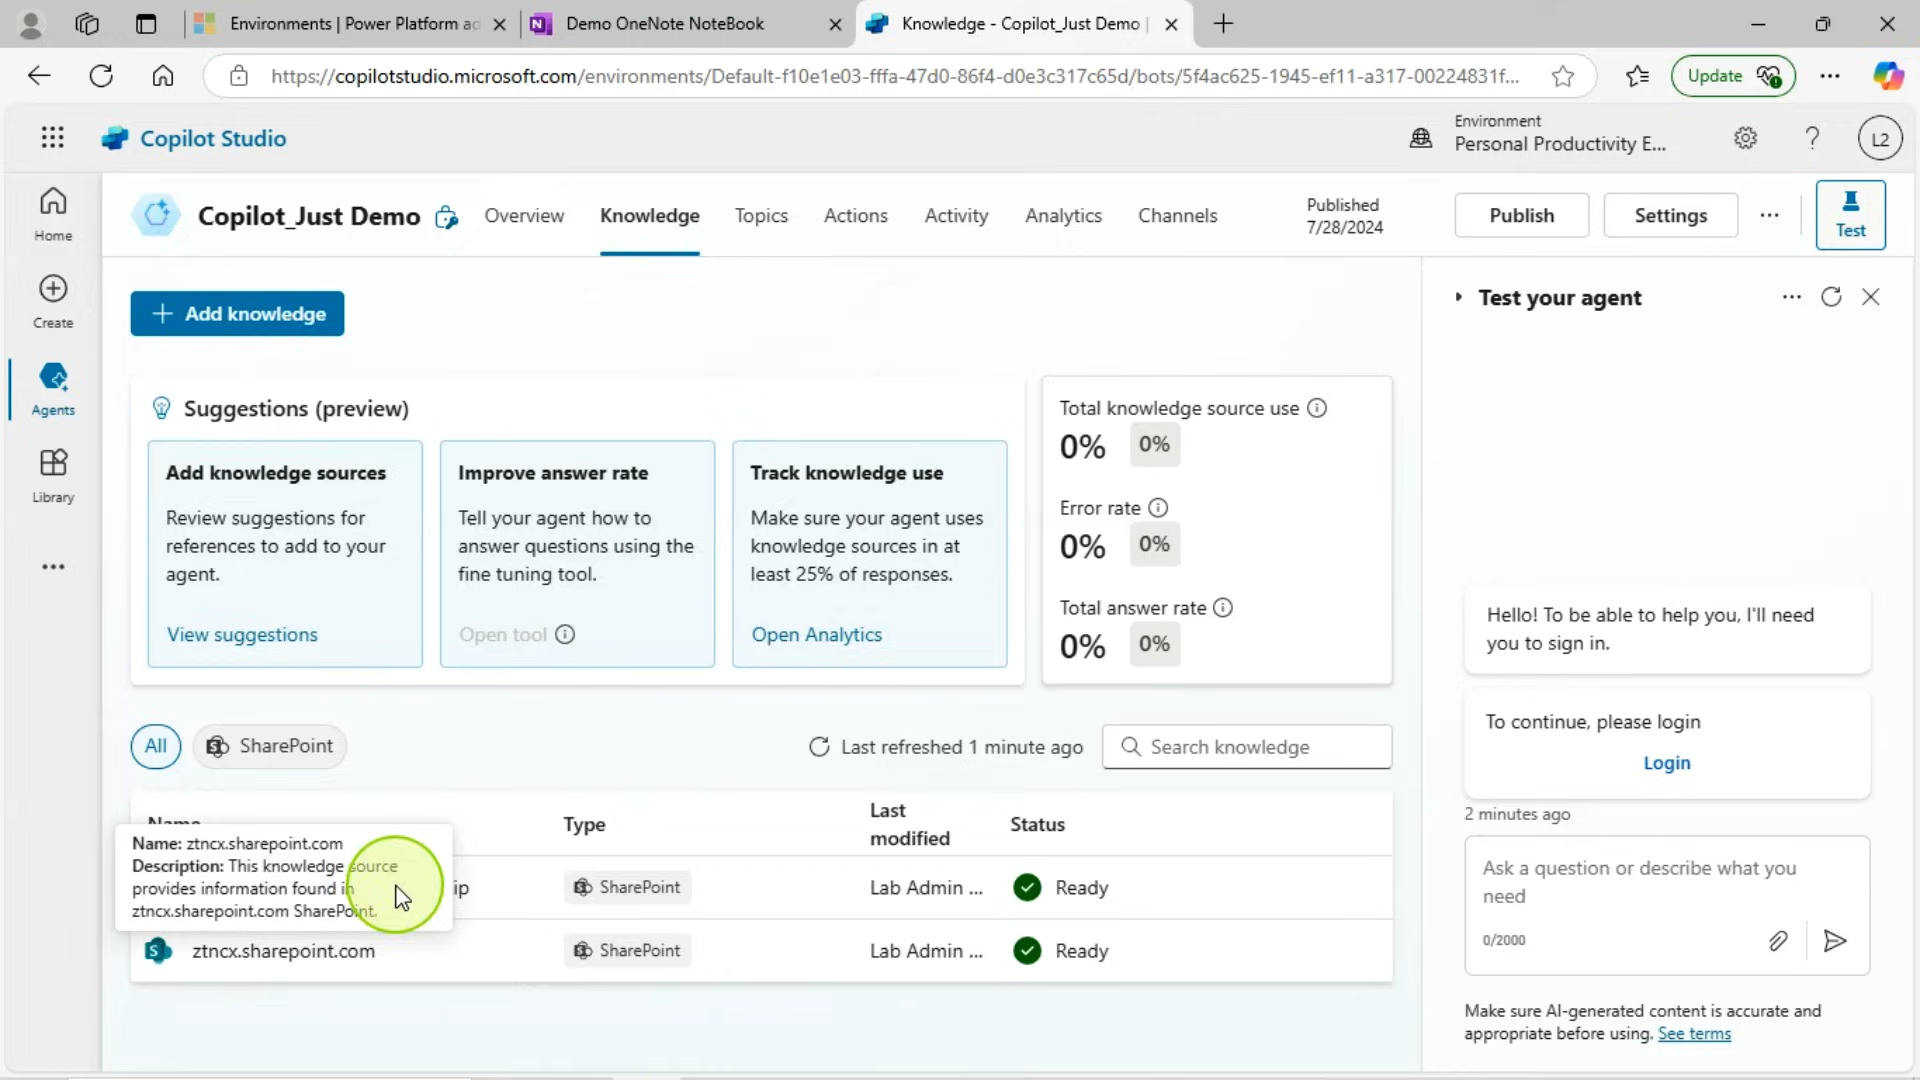 Environments | Power Platform ad
Demo OneNote NoteBook
Knowledge - Copilot_Just Demo |
https://copilotstudio.microsoft.com/environments/Default-f10e1e03-fffa-47d0-86f4-d0e3c317c65d/bots/5f4ac625-1945-ef11-a317-00224831f...
Update
Copilot Studio
Environment
Personal Productivity E...
?
L2
Home
Create
Agents
Library
Copilot_Just Demo
Overview
Knowledge
Topics
Actions
Activity
Analytics
Channels
Published
7/28/2024
Publish
Settings
Test
+ Add knowledge
Suggestions (preview)
Add knowledge sources
Review suggestions for
references to add to your
agent.
View suggestions
Improve answer rate
Tell your agent how to
answer questions using the
fine tuning tool.
Open tool
Track knowledge use
Make sure your agent uses
knowledge sources in at
least 25% of responses.
Open Analytics
Total knowledge source use
0% 0%
Error rate
0% 0%
Total answer rate
0% 0%
All
SharePoint
Last refreshed 1 minute ago
Search knowledge
Name
Type
Last
modified
Status
Name: ztncx.sharepoint.com
Description: This knowledge source
provides information found in
ztncx.sharepoint.com SharePoint.
ip
SharePoint
Lab Admin ...
Ready
ztncx.sharepoint.com
SharePoint
Lab Admin ...
Ready
Test your agent
Hello! To be able to help you, I'll need
you to sign in.
To continue, please login
Login
2 minutes ago
Ask a question or describe what you
need
0/2000
Make sure AI-generated content is accurate and
appropriate before using. See terms